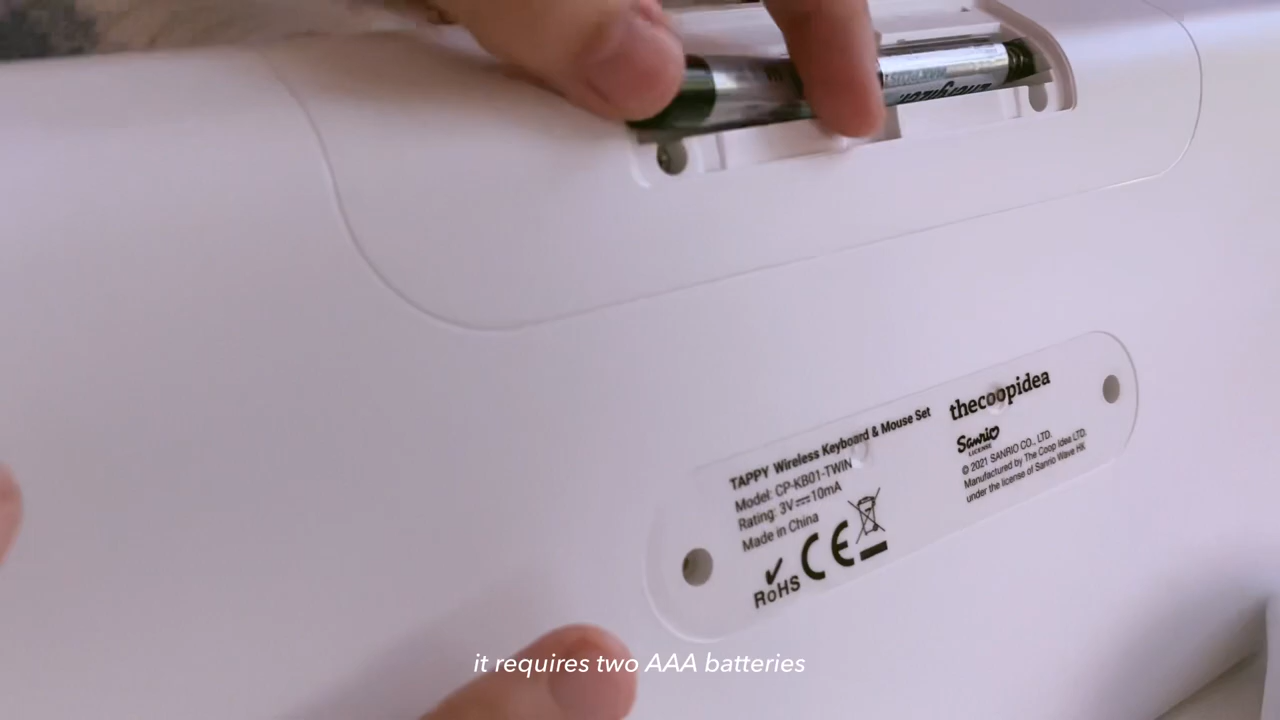 energizer
TAPPY Wireless Keyboard & Mouse Set
Model: CP-KB01-TWIN
Rating: 3V⎓10mA
Made in China
RoHS
CE
thecoopidea
Sanrio
LICENSE
© 2021 SANRIO CO., LTD.
Manufactured by The Coop Idea LTD.
under the license of Sanrio Wave HK
it requires two AAA batteries